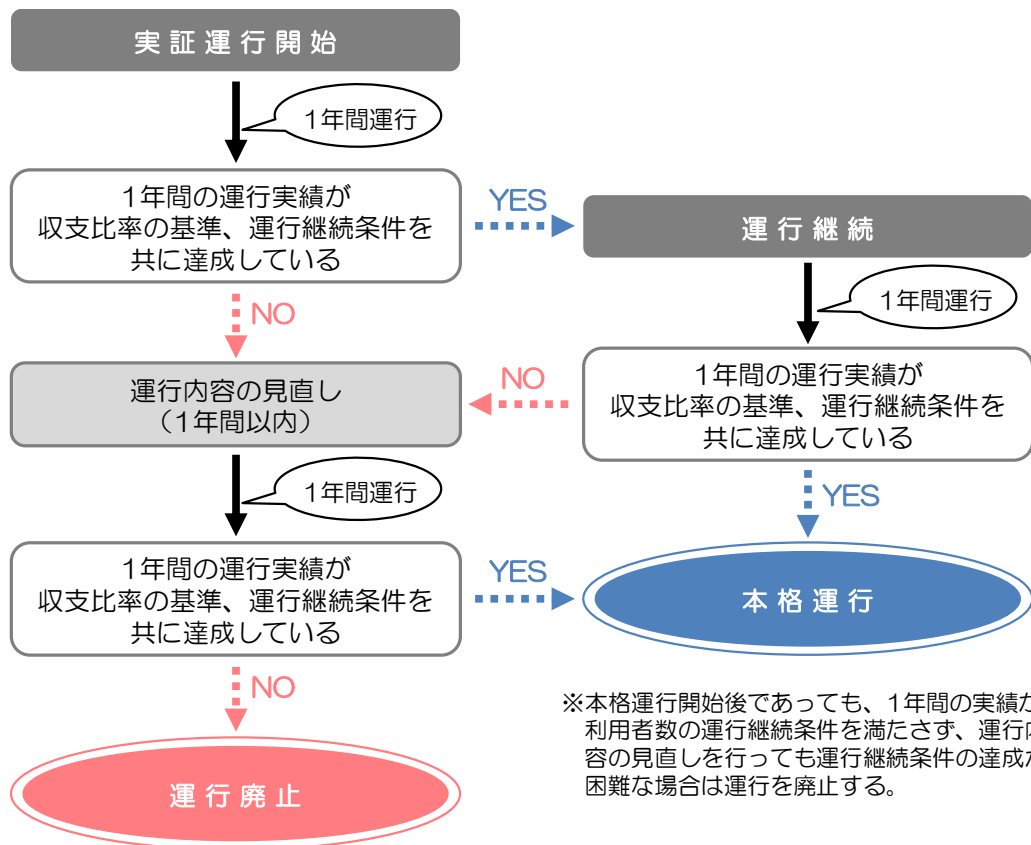 実証運行開始
1年間運行
1年間の運行実績が
収支比率の基準、運行継続条件を
共に達成している
YES
運行継続
1年間運行
NO
運行内容の見直し
（1年間以内）
NO
1年間の運行実績が
収支比率の基準、運行継続条件を
共に達成している
1年間運行
YES
1年間の運行実績が
収支比率の基準、運行継続条件を
共に達成している
YES
本格運行
NO
運行廃止
※本格運行開始後であっても、1年間の実績が
利用者数の運行継続条件を満たさず、運行内
容の見直しを行っても運行継続条件の達成が
困難な場合は運行を廃止する。